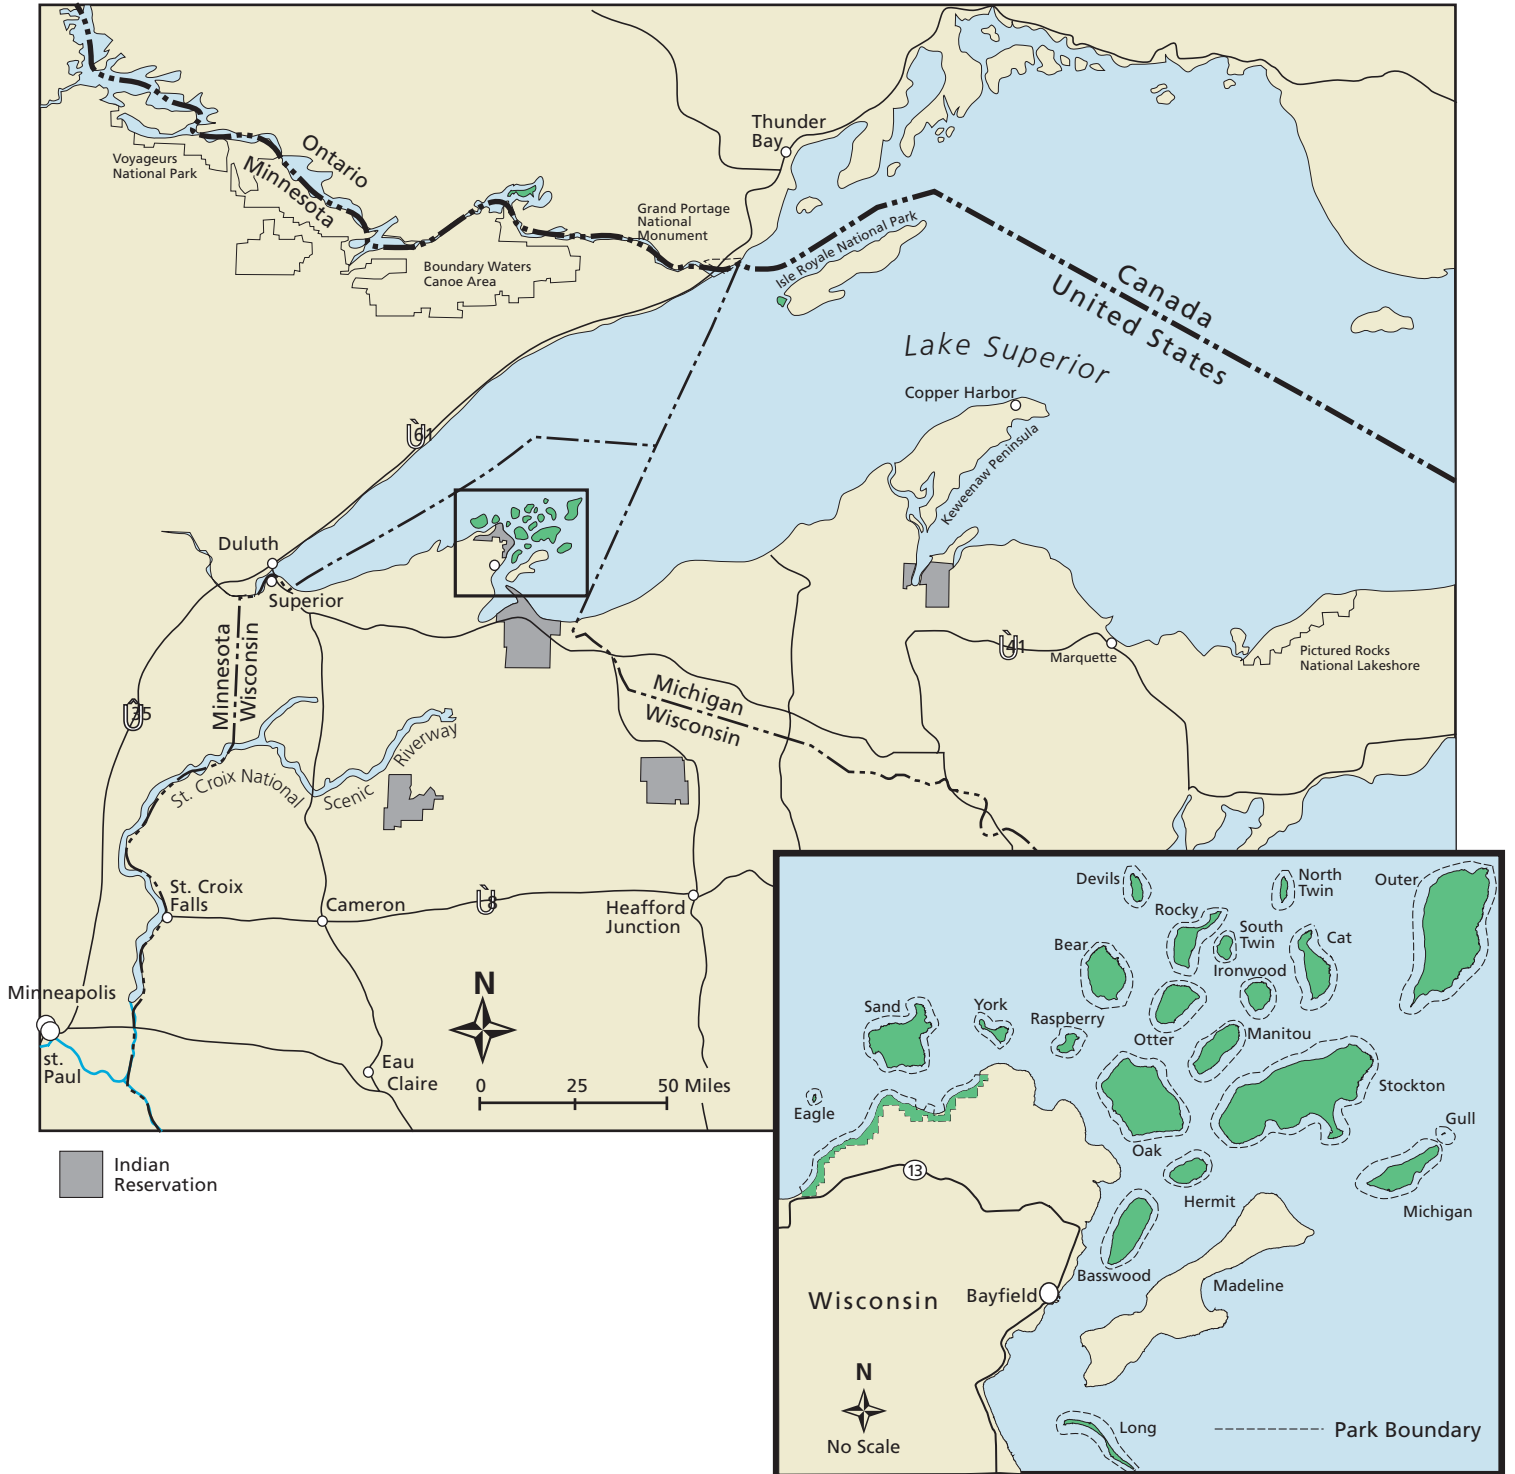 Thunder
Bay
Voyageurs
National Park
Ontario
Minnesota
Grand Portage
National
Monument
Boundary Waters
Canoe Area
Isle Royale National Park
Canada
United States
Lake Superior
Copper Harbor
Keweenaw Peninsula
61
Duluth
Superior
Minnesota
Wisconsin
41
Marquette
Pictured Rocks
National Lakeshore
35
Michigan
Wisconsin
St. Croix National
Scenic
Riverway
St. Croix
Falls
Cameron
8
Heafford
Junction
Minneapolis
st.
Paul
Eau
Claire
N
0 25 50 Miles
Indian
Reservation
Devils
North
Twin
Outer
Rocky
South
Twin
Cat
Bear
Ironwood
Sand
York
Raspberry
Otter
Manitou
Stockton
Eagle
Gull
Oak
13
Hermit
Michigan
Basswood
Madeline
Wisconsin
Bayfield
N
No Scale
Long
Park Boundary